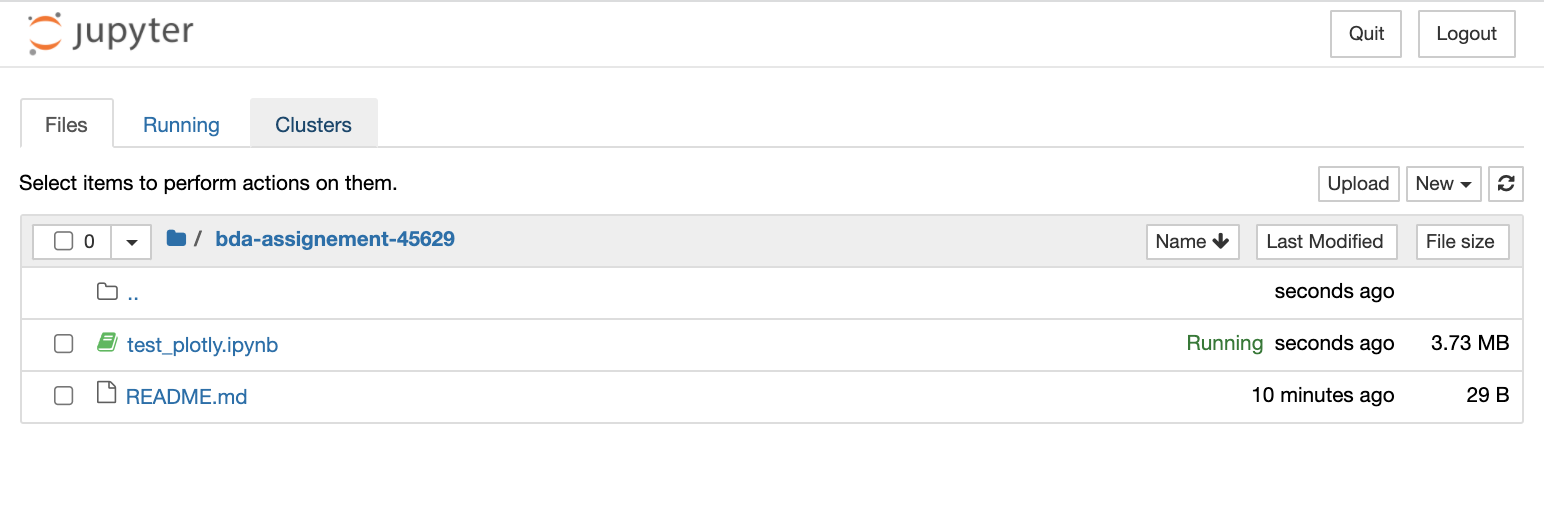 jupyter Quit Logout
Files Running Clusters
Select items to perform actions on them. Upload New
0 / bda-assignement-45629 Name Last Modified File size
.. seconds ago
test_plotly.ipynb Running seconds ago 3.73 MB
README.md 10 minutes ago 29 B